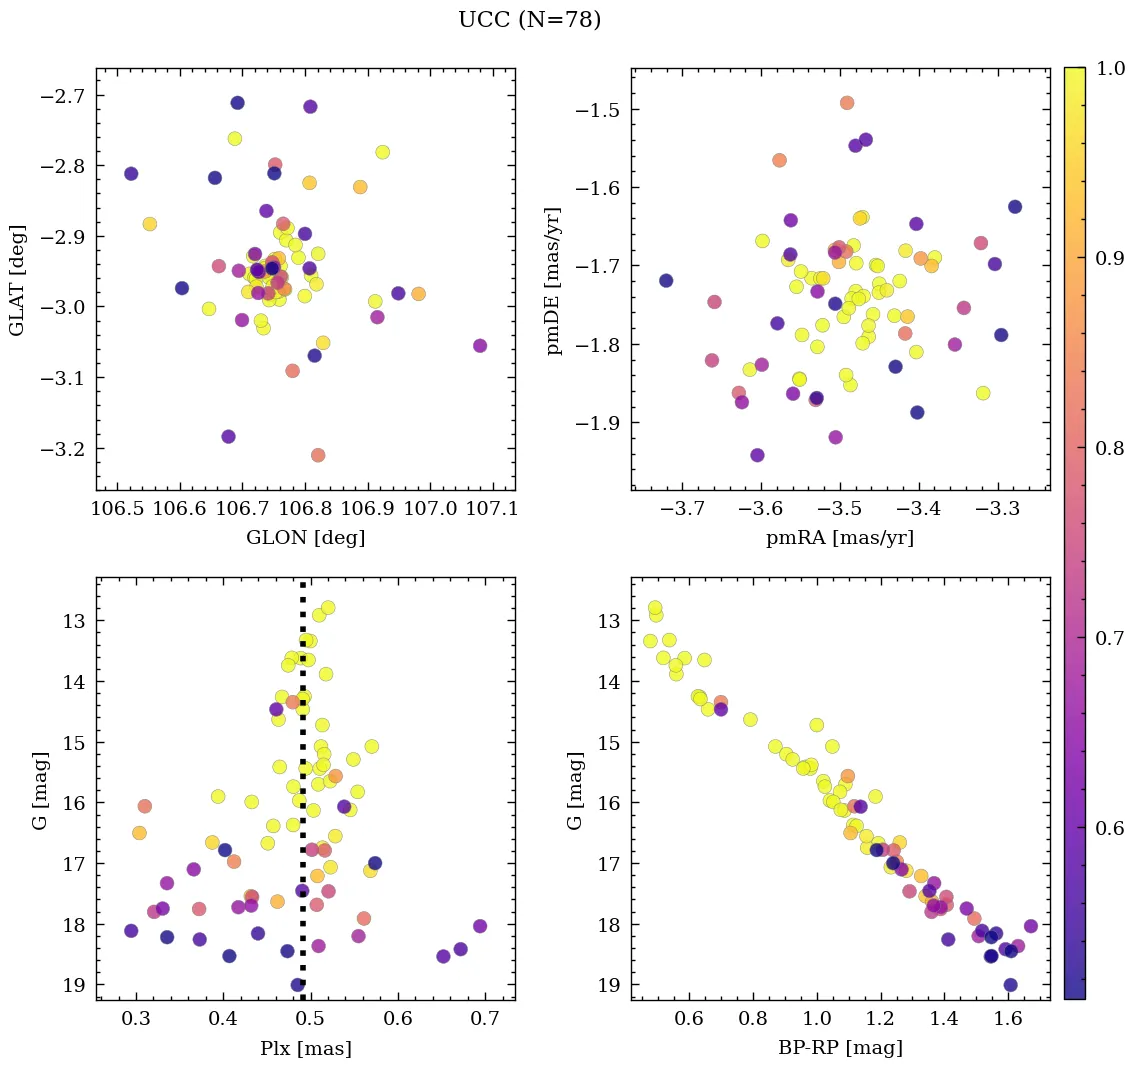 UCC (N=78)
−2.7
−2.8
−2.9
−3.0
−3.1
−3.2
GLAT [deg]
106.5 106.6 106.7 106.8 106.9 107.0 107.1
GLON [deg]
−1.5
−1.6
−1.7
−1.8
−1.9
pmDE [mas/yr]
−3.7 −3.6 −3.5 −3.4 −3.3
pmRA [mas/yr]
1.0
0.9
0.8
0.7
0.6
13
14
15
16
17
18
19
G [mag]
0.3 0.4 0.5 0.6 0.7
Plx [mas]
13
14
15
16
17
18
19
G [mag]
0.6 0.8 1.0 1.2 1.4 1.6
BP-RP [mag]